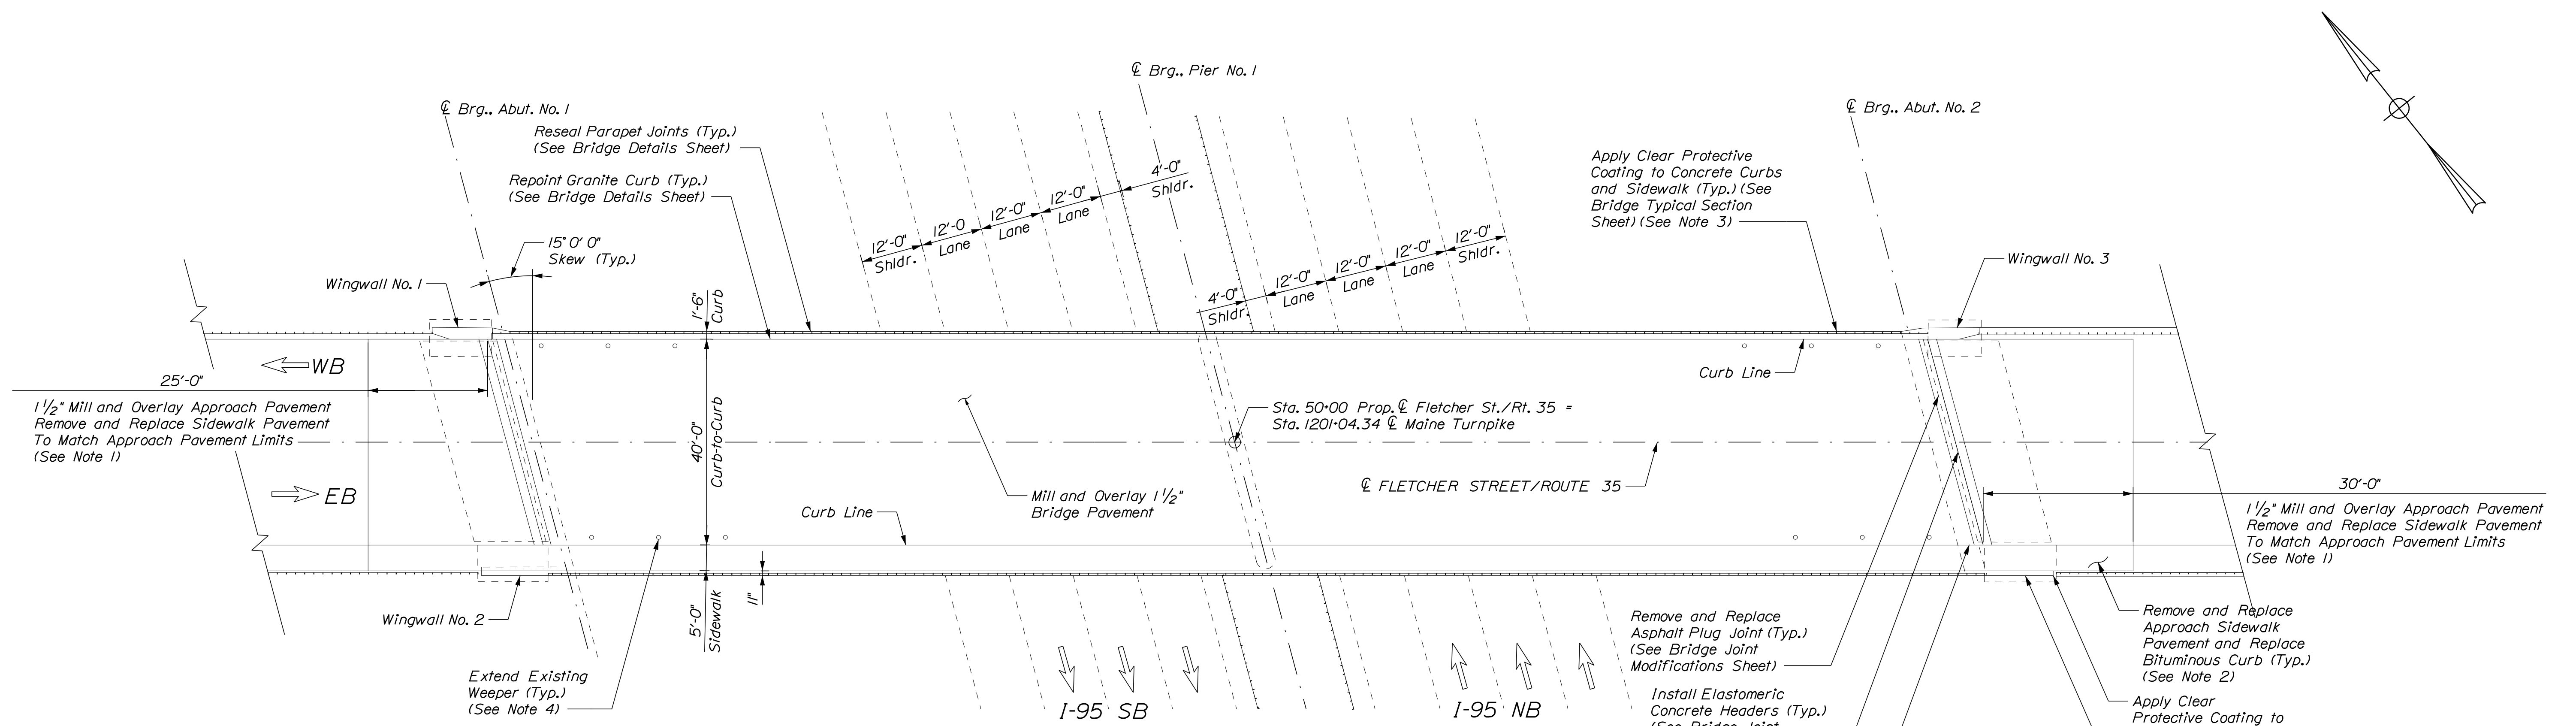 ℄ Brg., Pier No. 1
℄ Brg., Abut. No. 1
℄ Brg., Abut. No. 2
Reseal Parapet Joints (Typ.)
(See Bridge Details Sheet)
Repoint Granite Curb (Typ.)
(See Bridge Details Sheet)
15° 0' 0"
Skew (Typ.)
Wingwall No. 1
1'-6"
Curb
12'-0"
Shldr.
12'-0
Lane
12'-0"
Lane
12'-0"
Lane
4'-0"
Shldr.
4'-0"
Shldr.
12'-0"
Lane
12'-0"
Lane
12'-0"
Lane
12'-0"
Shldr.
Apply Clear Protective
Coating to Concrete Curbs
and Sidewalk (Typ.) (See
Bridge Typical Section
Sheet) (See Note 3)
Wingwall No. 3
WB
25'-0"
1 1/2" Mill and Overlay Approach Pavement
Remove and Replace Sidewalk Pavement
To Match Approach Pavement Limits
(See Note 1)
EB
40'-0"
Curb-to-Curb
Curb Line
Sta. 50+00 Prop. ℄ Fletcher St./Rt. 35 =
Sta. 1201+04.34 ℄ Maine Turnpike
℄ FLETCHER STREET/ROUTE 35
Mill and Overlay 1 1/2"
Bridge Pavement
Curb Line
30'-0"
1 1/2" Mill and Overlay Approach Pavement
Remove and Replace Sidewalk Pavement
To Match Approach Pavement Limits
(See Note 1)
Wingwall No. 2
5'-0"
Sidewalk
11"
Extend Existing
Weeper (Typ.)
(See Note 4)
I-95 SB
I-95 NB
Remove and Replace
Asphalt Plug Joint (Typ.)
(See Bridge Joint
Modifications Sheet)
Install Elastomeric
Concrete Headers (Typ.)
(See Bridge Joint
Remove and Replace
Approach Sidewalk
Pavement and Replace
Bituminous Curb (Typ.)
(See Note 2)
Apply Clear
Protective Coating to